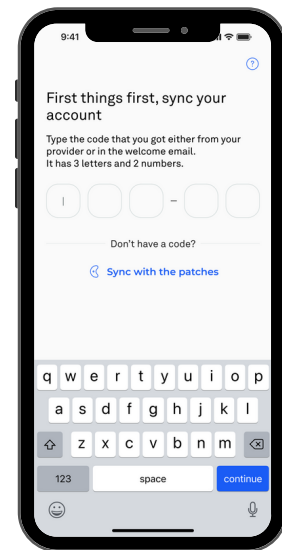 9:41
?
First things first, sync your
account
Type the code that you got either from your
provider or in the welcome email.
It has 3 letters and 2 numbers.
–
Don't have a code?
Sync with the patches
q w e r t y u i o p
a s d f g h j k l
z x c v b n m
123 space continue